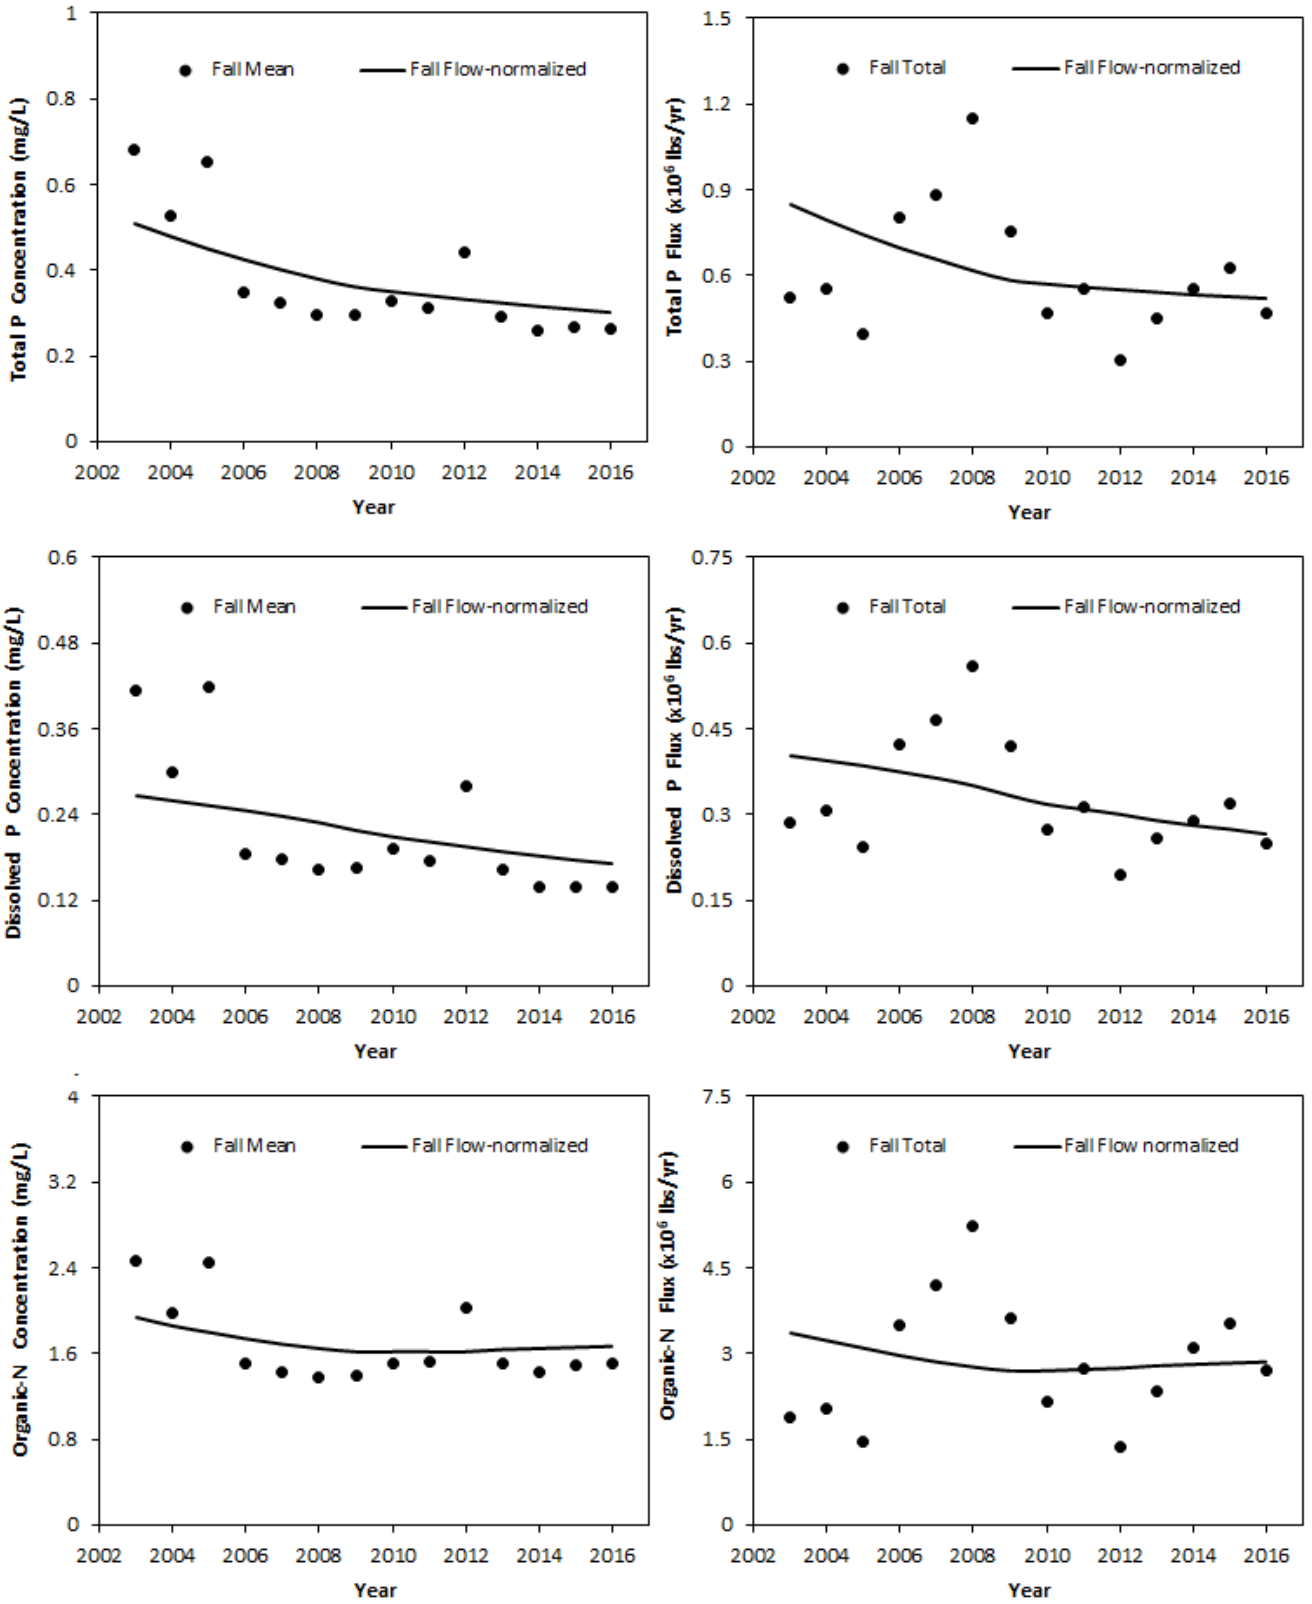 Total P Concentration (mg/L)
1
0.8
0.6
0.4
0.2
0
Fall Mean
Fall Flow-normalized
2002 2004 2006 2008 2010 2012 2014 2016
Year
Total P Flux (x10⁶ lbs/yr)
1.5
1.2
0.9
0.6
0.3
0
Fall Total
Fall Flow-normalized
2002 2004 2006 2008 2010 2012 2014 2016
Year
Dissolved P Concentration (mg/L)
0.6
0.48
0.36
0.24
0.12
0
Fall Mean
Fall Flow-normalized
2002 2004 2006 2008 2010 2012 2014 2016
Year
Dissolved P Flux (x10⁶ lbs/yr)
0.75
0.6
0.45
0.3
0.15
0
Fall Total
Fall Flow-normalized
2002 2004 2006 2008 2010 2012 2014 2016
Year
Organic-N Concentration (mg/L)
4
3.2
2.4
1.6
0.8
0
Fall Mean
Fall Flow-normalized
2002 2004 2006 2008 2010 2012 2014 2016
Year
Organic-N Flux (x10⁶ lbs/yr)
7.5
6
4.5
3
1.5
0
Fall Total
Fall Flow normalized
2002 2004 2006 2008 2010 2012 2014 2016
Year